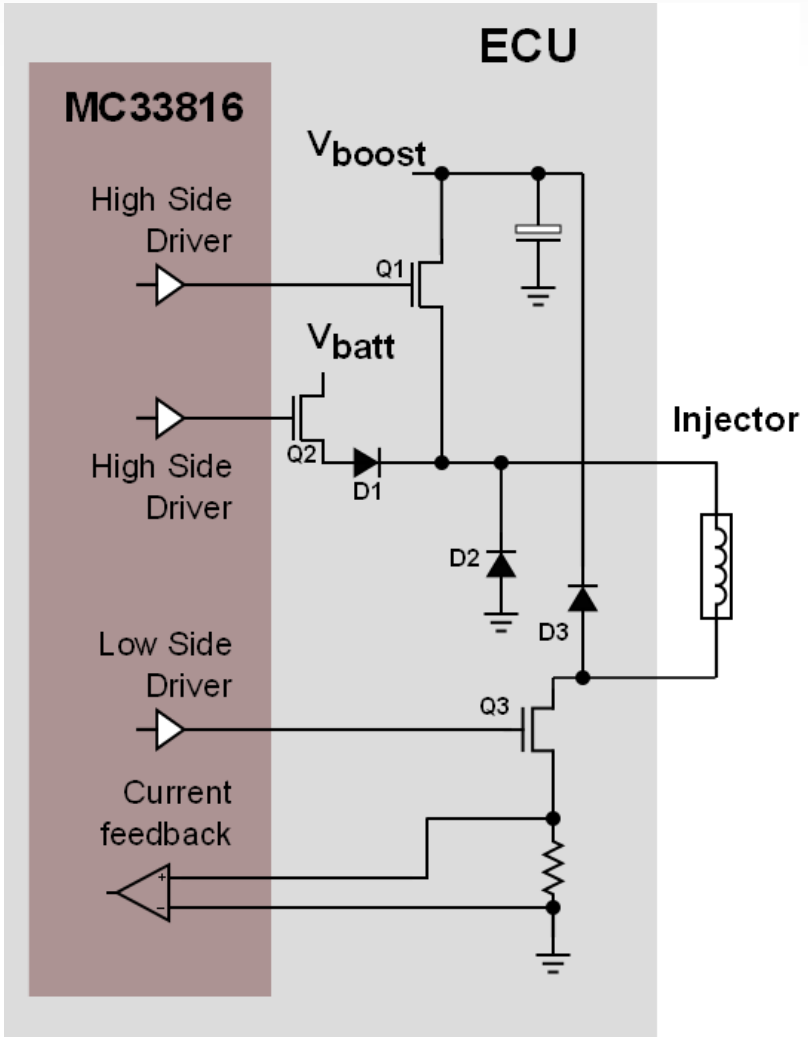 ECU
MC33816
Vboost
High Side
Driver
Q1
Vbatt
Injector
Q2
High Side
Driver
D1
D2
D3
Low Side
Driver
Q3
Current
feedback
+
−